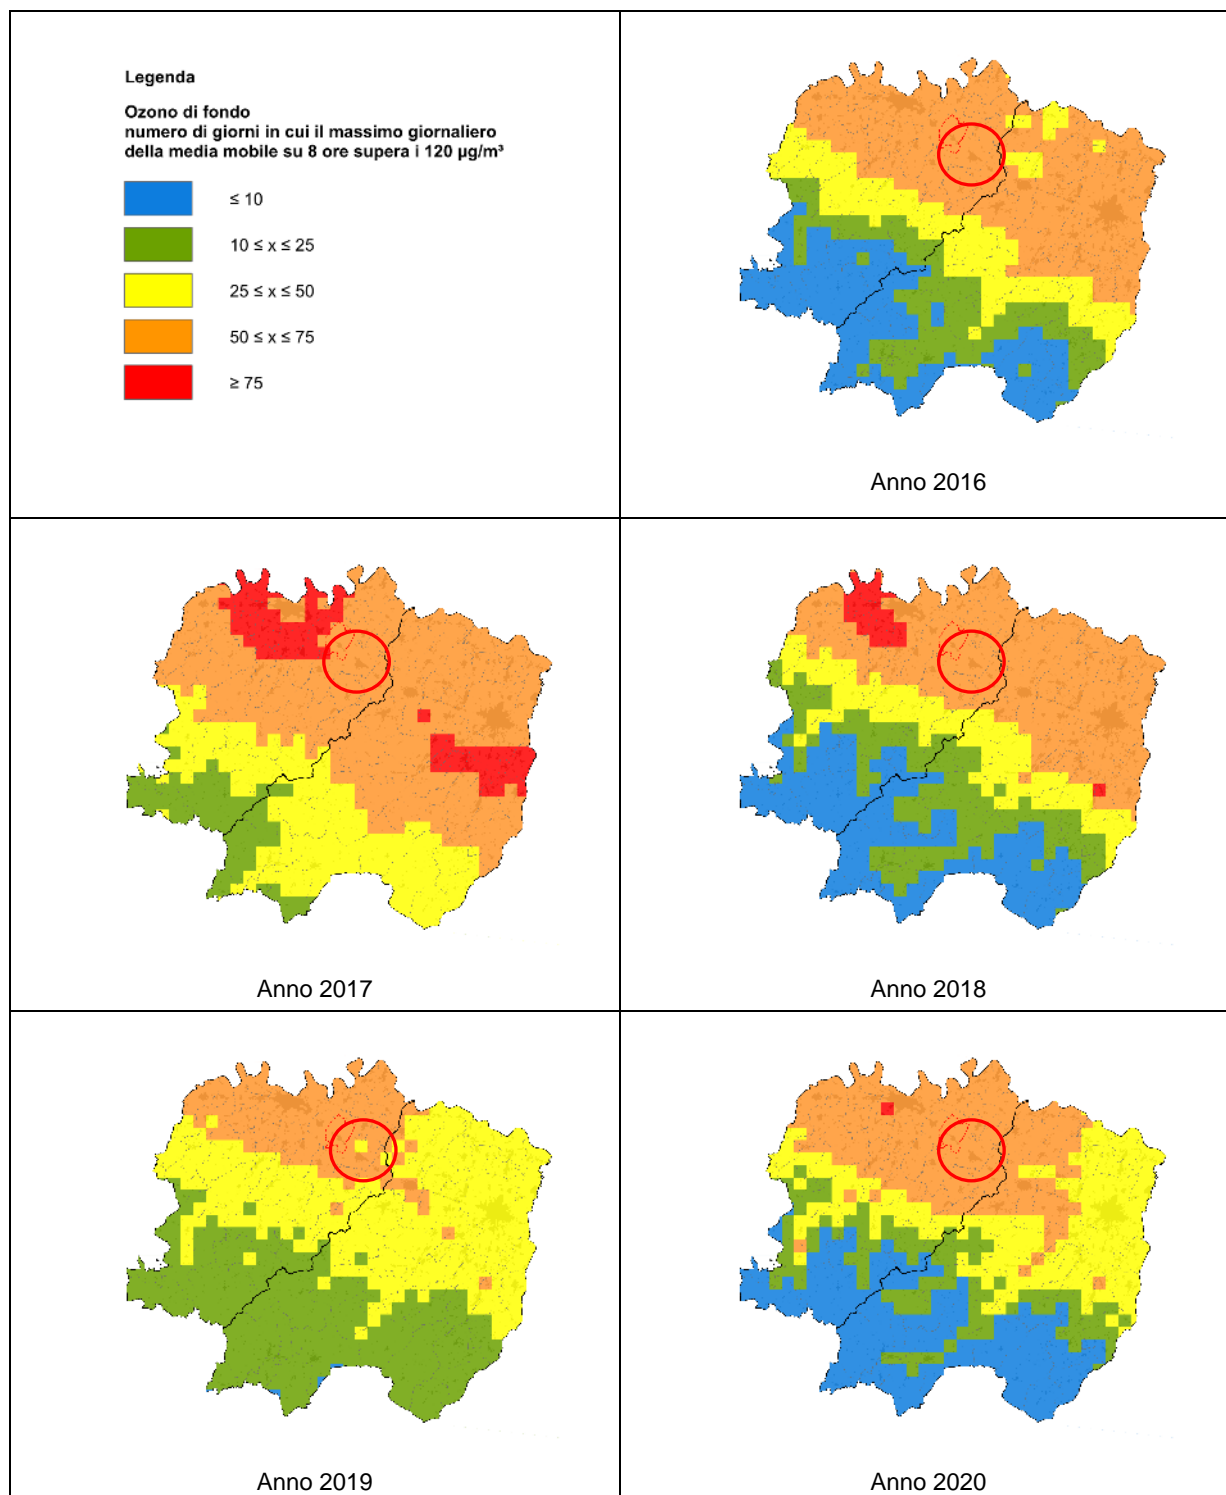 Legenda
Ozono di fondo
numero di giorni in cui il massimo giornaliero
della media mobile su 8 ore supera i 120 µg/m³
≤ 10
10 ≤ x ≤ 25
25 ≤ x ≤ 50
50 ≤ x ≤ 75
≥ 75
Anno 2016
Anno 2017
Anno 2018
Anno 2019
Anno 2020